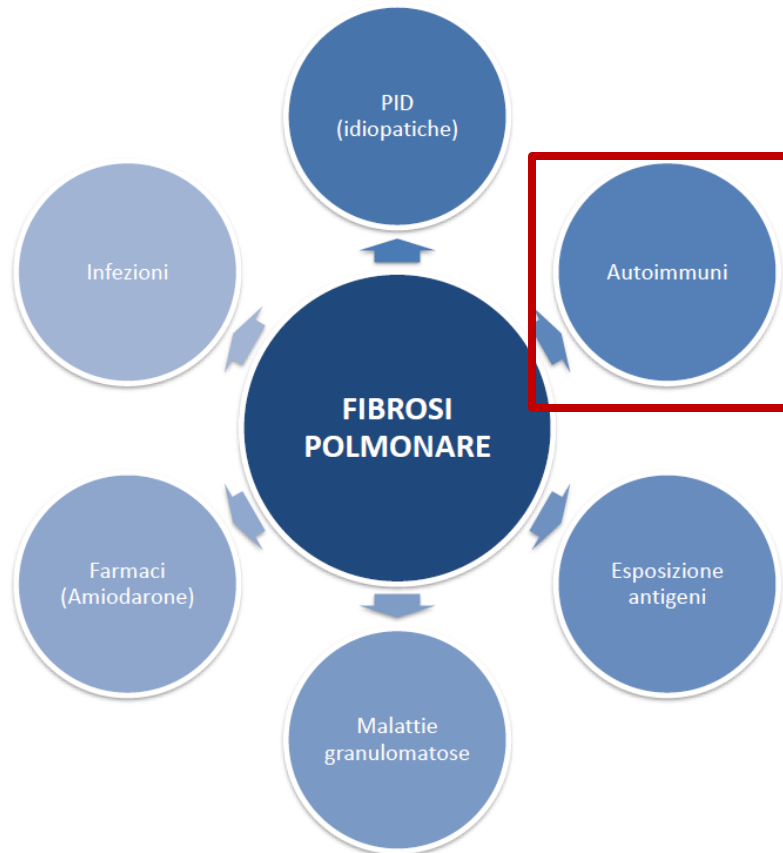 PID
(idiopatiche)
Autoimmuni
Infezioni
FIBROSI
POLMONARE
Esposizione
antigeni
Farmaci
(Amiodarone)
Malattie
granulomatose